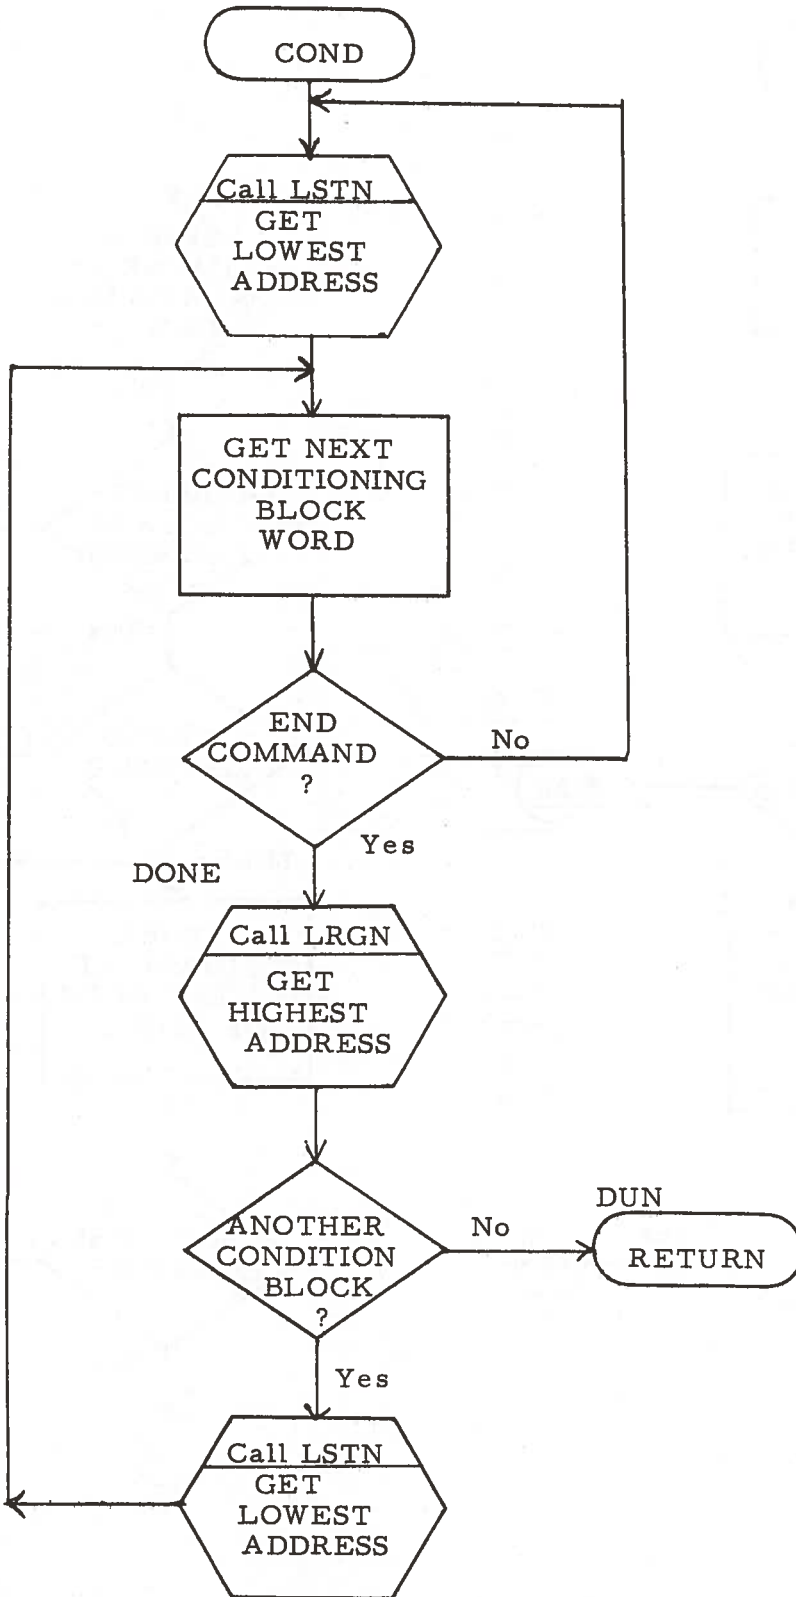 COND
Call LSTN
GET
LOWEST
ADDRESS
GET NEXT
CONDITIONING
BLOCK
WORD
END
COMMAND
?
No
Yes
DONE
Call LRGN
GET
HIGHEST
ADDRESS
ANOTHER
CONDITION
BLOCK
?
No
DUN
RETURN
Yes
Call LSTN
GET
LOWEST
ADDRESS